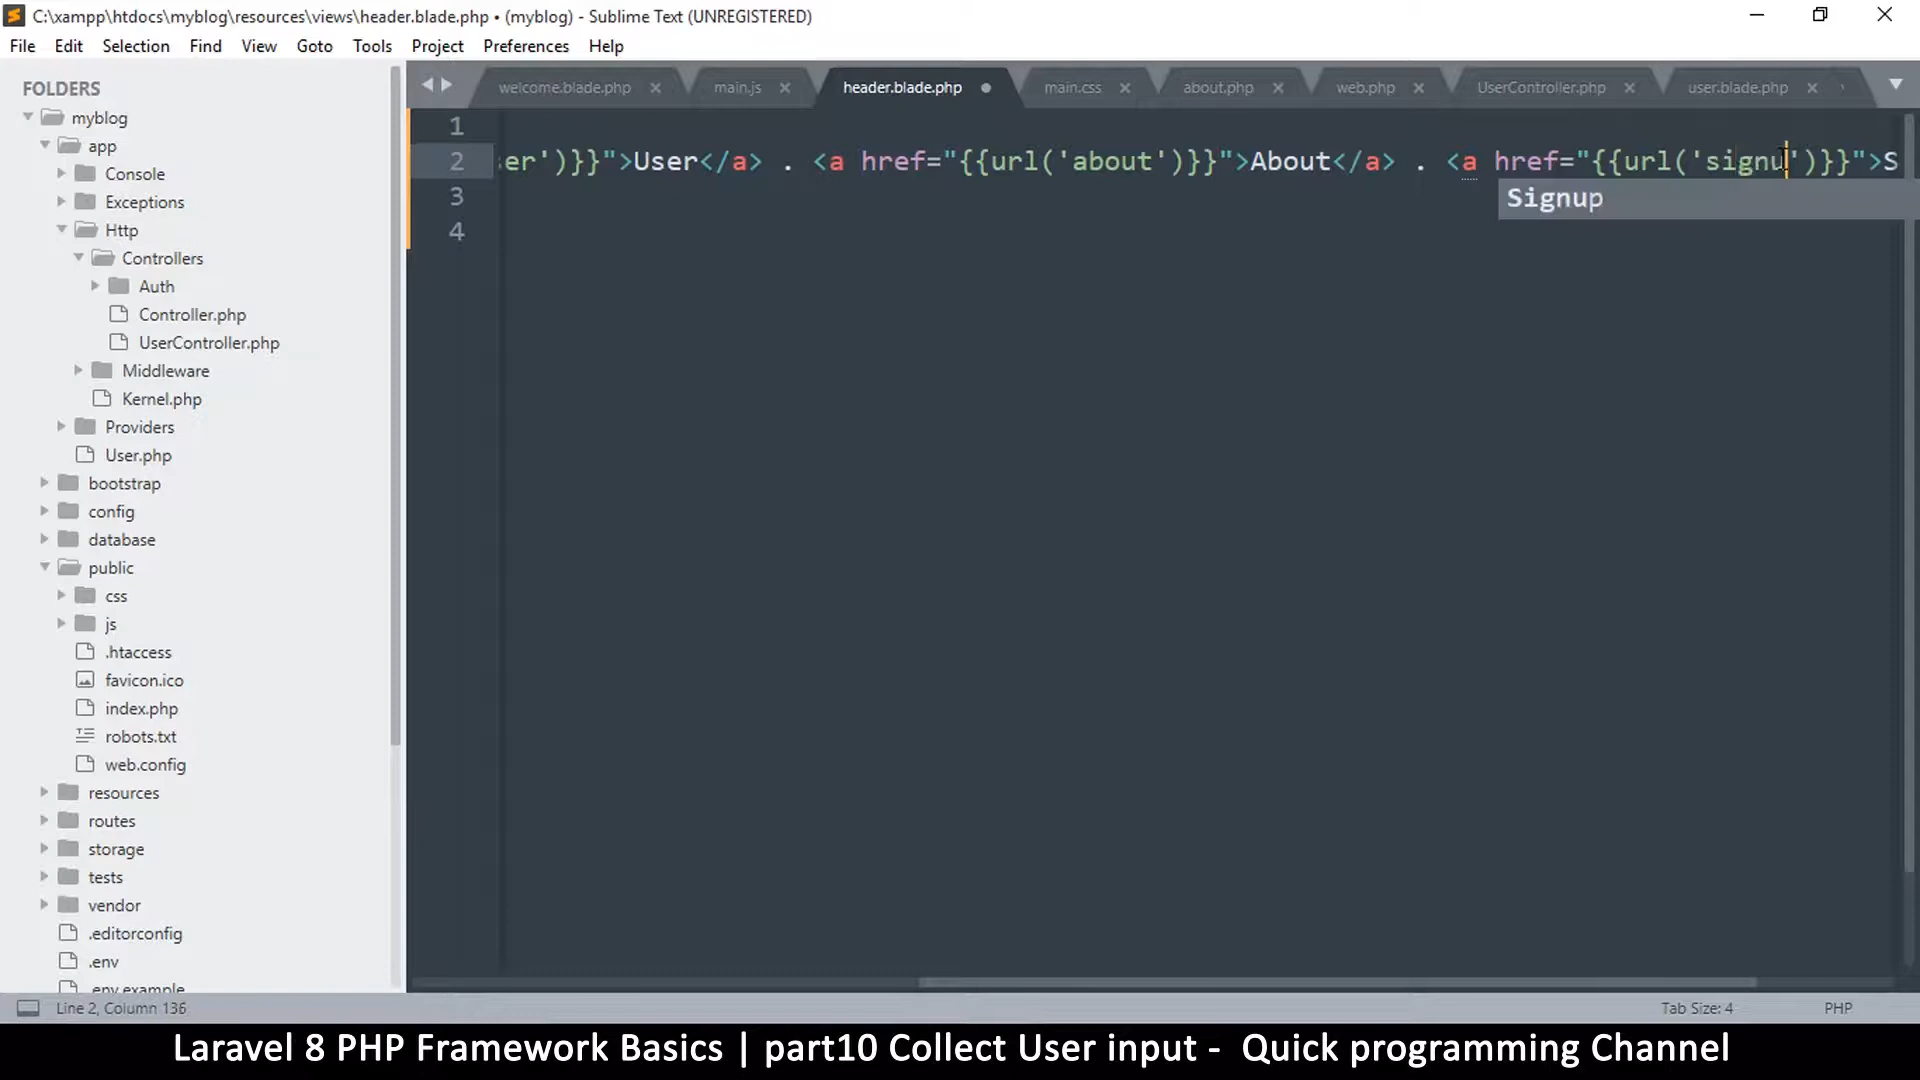 C:\xampp\htdocs\myblog\resources\views\header.blade.php • (myblog) - Sublime Text (UNREGISTERED)
File Edit Selection Find View Goto Tools Project Preferences Help
FOLDERS
myblog
app
Console
Exceptions
Http
Controllers
Auth
Controller.php
UserController.php
Middleware
Kernel.php
Providers
User.php
bootstrap
config
database
public
css
js
.htaccess
favicon.ico
index.php
robots.txt
web.config
resources
routes
storage
tests
vendor
.editorconfig
.env
.env.example
welcome.blade.php main.js header.blade.php main.css about.php web.php UserController.php user.blade.php
1
2 ser')}}">User</a> . <a href="{{url('about')}}">About</a> . <a href="{{url('signu')}}">S
Signup
3
4
Line 2, Column 136 Tab Size: 4 PHP
Laravel 8 PHP Framework Basics | part10 Collect User input - Quick programming Channel